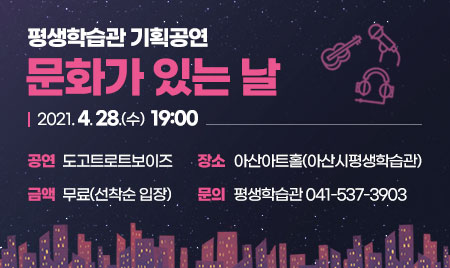 평생학습관 기획공연
문화가 있는 날
2021. 4. 28.(수) 19:00
공연 도고트로트보이즈 장소 아산아트홀(아산시평생학습관)
금액 무료(선착순 입장) 문의 평생학습관 041-537-3903